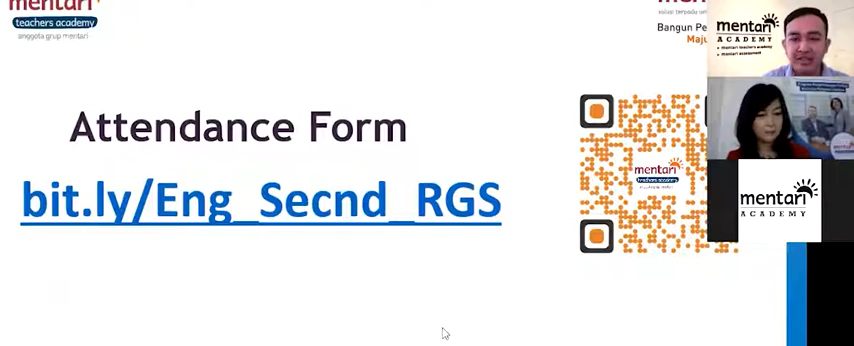 mentari
teachers academy
anggota grup mentari
Bangun Pe
Maju
Attendance Form
bit.ly/Eng_Secnd_RGS
mentari
teachers academy
mentari
ACADEMY
mentari teachers academy
mentari assessment
mentari
ACADEMY